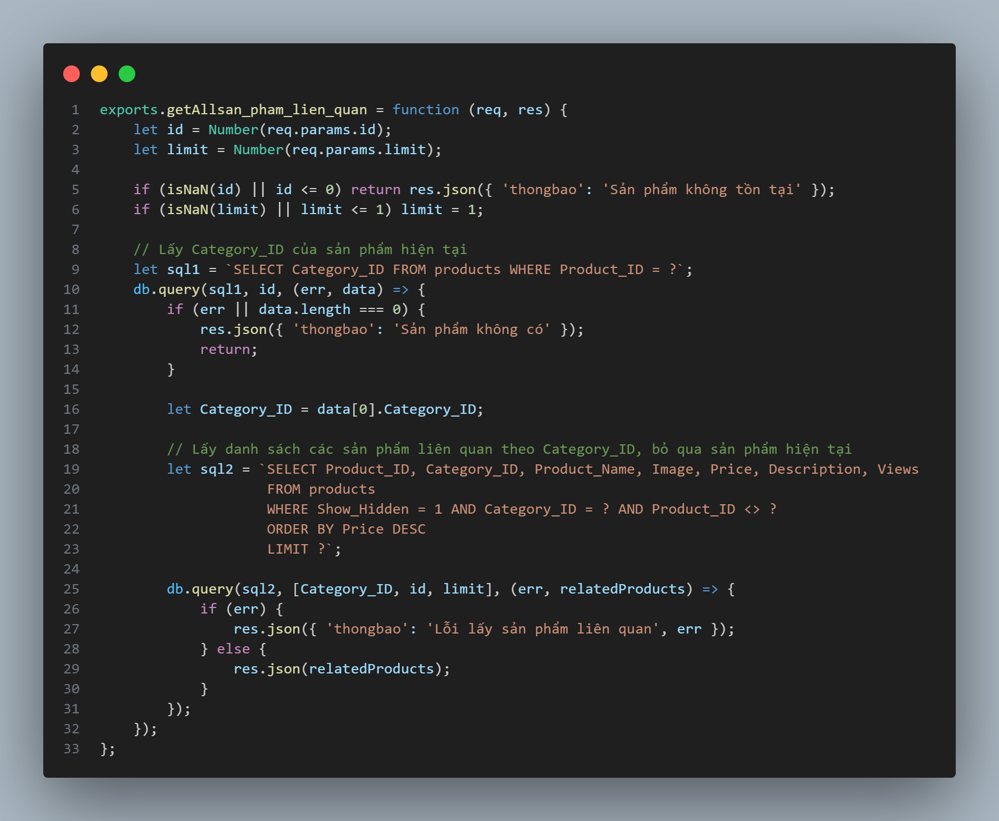 1 exports.getAllsan_pham_lien_quan = function (req, res) {
2     let id = Number(req.params.id);
3     let limit = Number(req.params.limit);
4
5     if (isNaN(id) || id <= 0) return res.json({ 'thongbao': 'Sản phẩm không tồn tại' });
6     if (isNaN(limit) || limit <= 1) limit = 1;
7
8     // Lấy Category_ID của sản phẩm hiện tại
9     let sql1 = `SELECT Category_ID FROM products WHERE Product_ID = ?`;
10     db.query(sql1, id, (err, data) => {
11         if (err || data.length === 0) {
12             res.json({ 'thongbao': 'Sản phẩm không có' });
13             return;
14         }
15
16         let Category_ID = data[0].Category_ID;
17
18         // Lấy danh sách các sản phẩm liên quan theo Category_ID, bỏ qua sản phẩm hiện tại
19         let sql2 = `SELECT Product_ID, Category_ID, Product_Name, Image, Price, Description, Views
20                     FROM products
21                     WHERE Show_Hidden = 1 AND Category_ID = ? AND Product_ID <> ?
22                     ORDER BY Price DESC
23                     LIMIT ?`;
24
25         db.query(sql2, [Category_ID, id, limit], (err, relatedProducts) => {
26             if (err) {
27                 res.json({ 'thongbao': 'Lỗi lấy sản phẩm liên quan', err });
28             } else {
29                 res.json(relatedProducts);
30             }
31         });
32     });
33 };